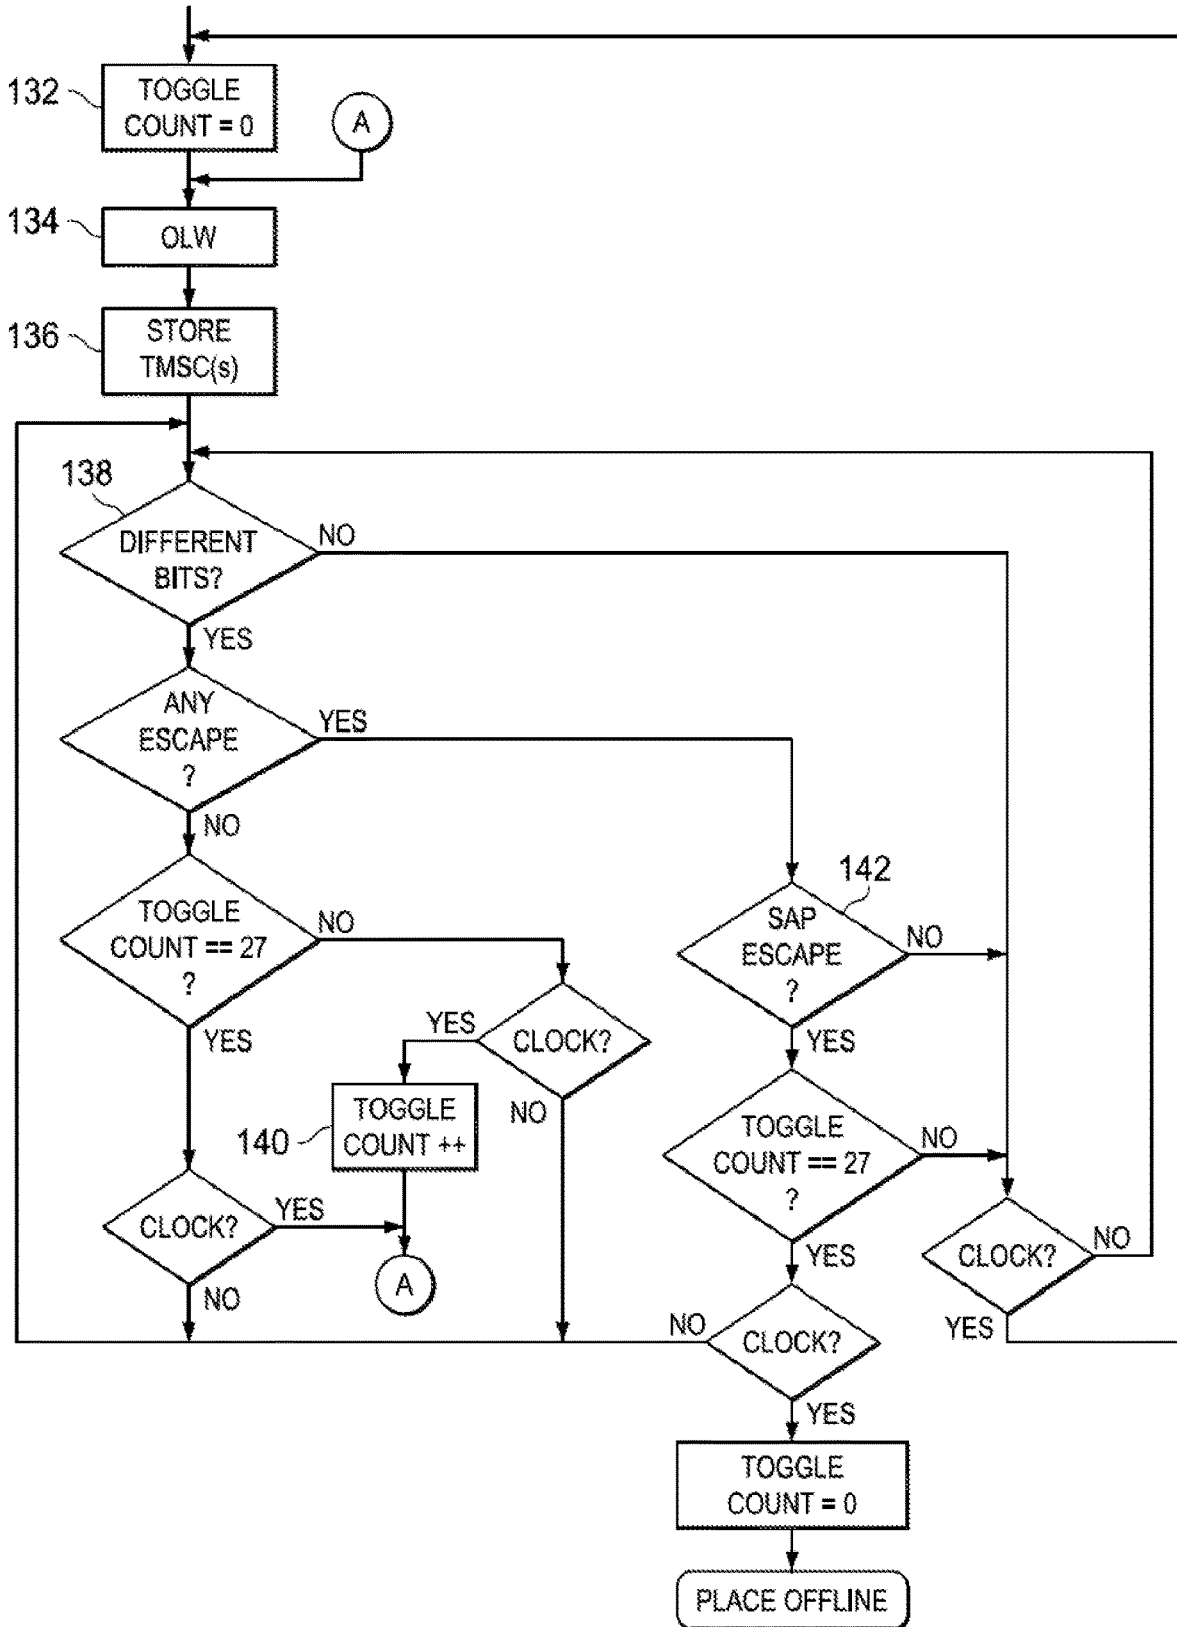 132
TOGGLE
COUNT = 0
A
134
OLW
136
STORE
TMSC(s)
138
DIFFERENT
BITS?
NO
YES
ANY
ESCAPE
?
YES
NO
TOGGLE
COUNT == 27
?
NO
YES
142
SAP
ESCAPE
?
NO
YES
CLOCK?
YES
NO
140
TOGGLE
COUNT ++
TOGGLE
COUNT == 27
?
NO
YES
CLOCK?
YES
NO
A
CLOCK?
NO
YES
CLOCK?
NO
YES
TOGGLE
COUNT = 0
PLACE OFFLINE